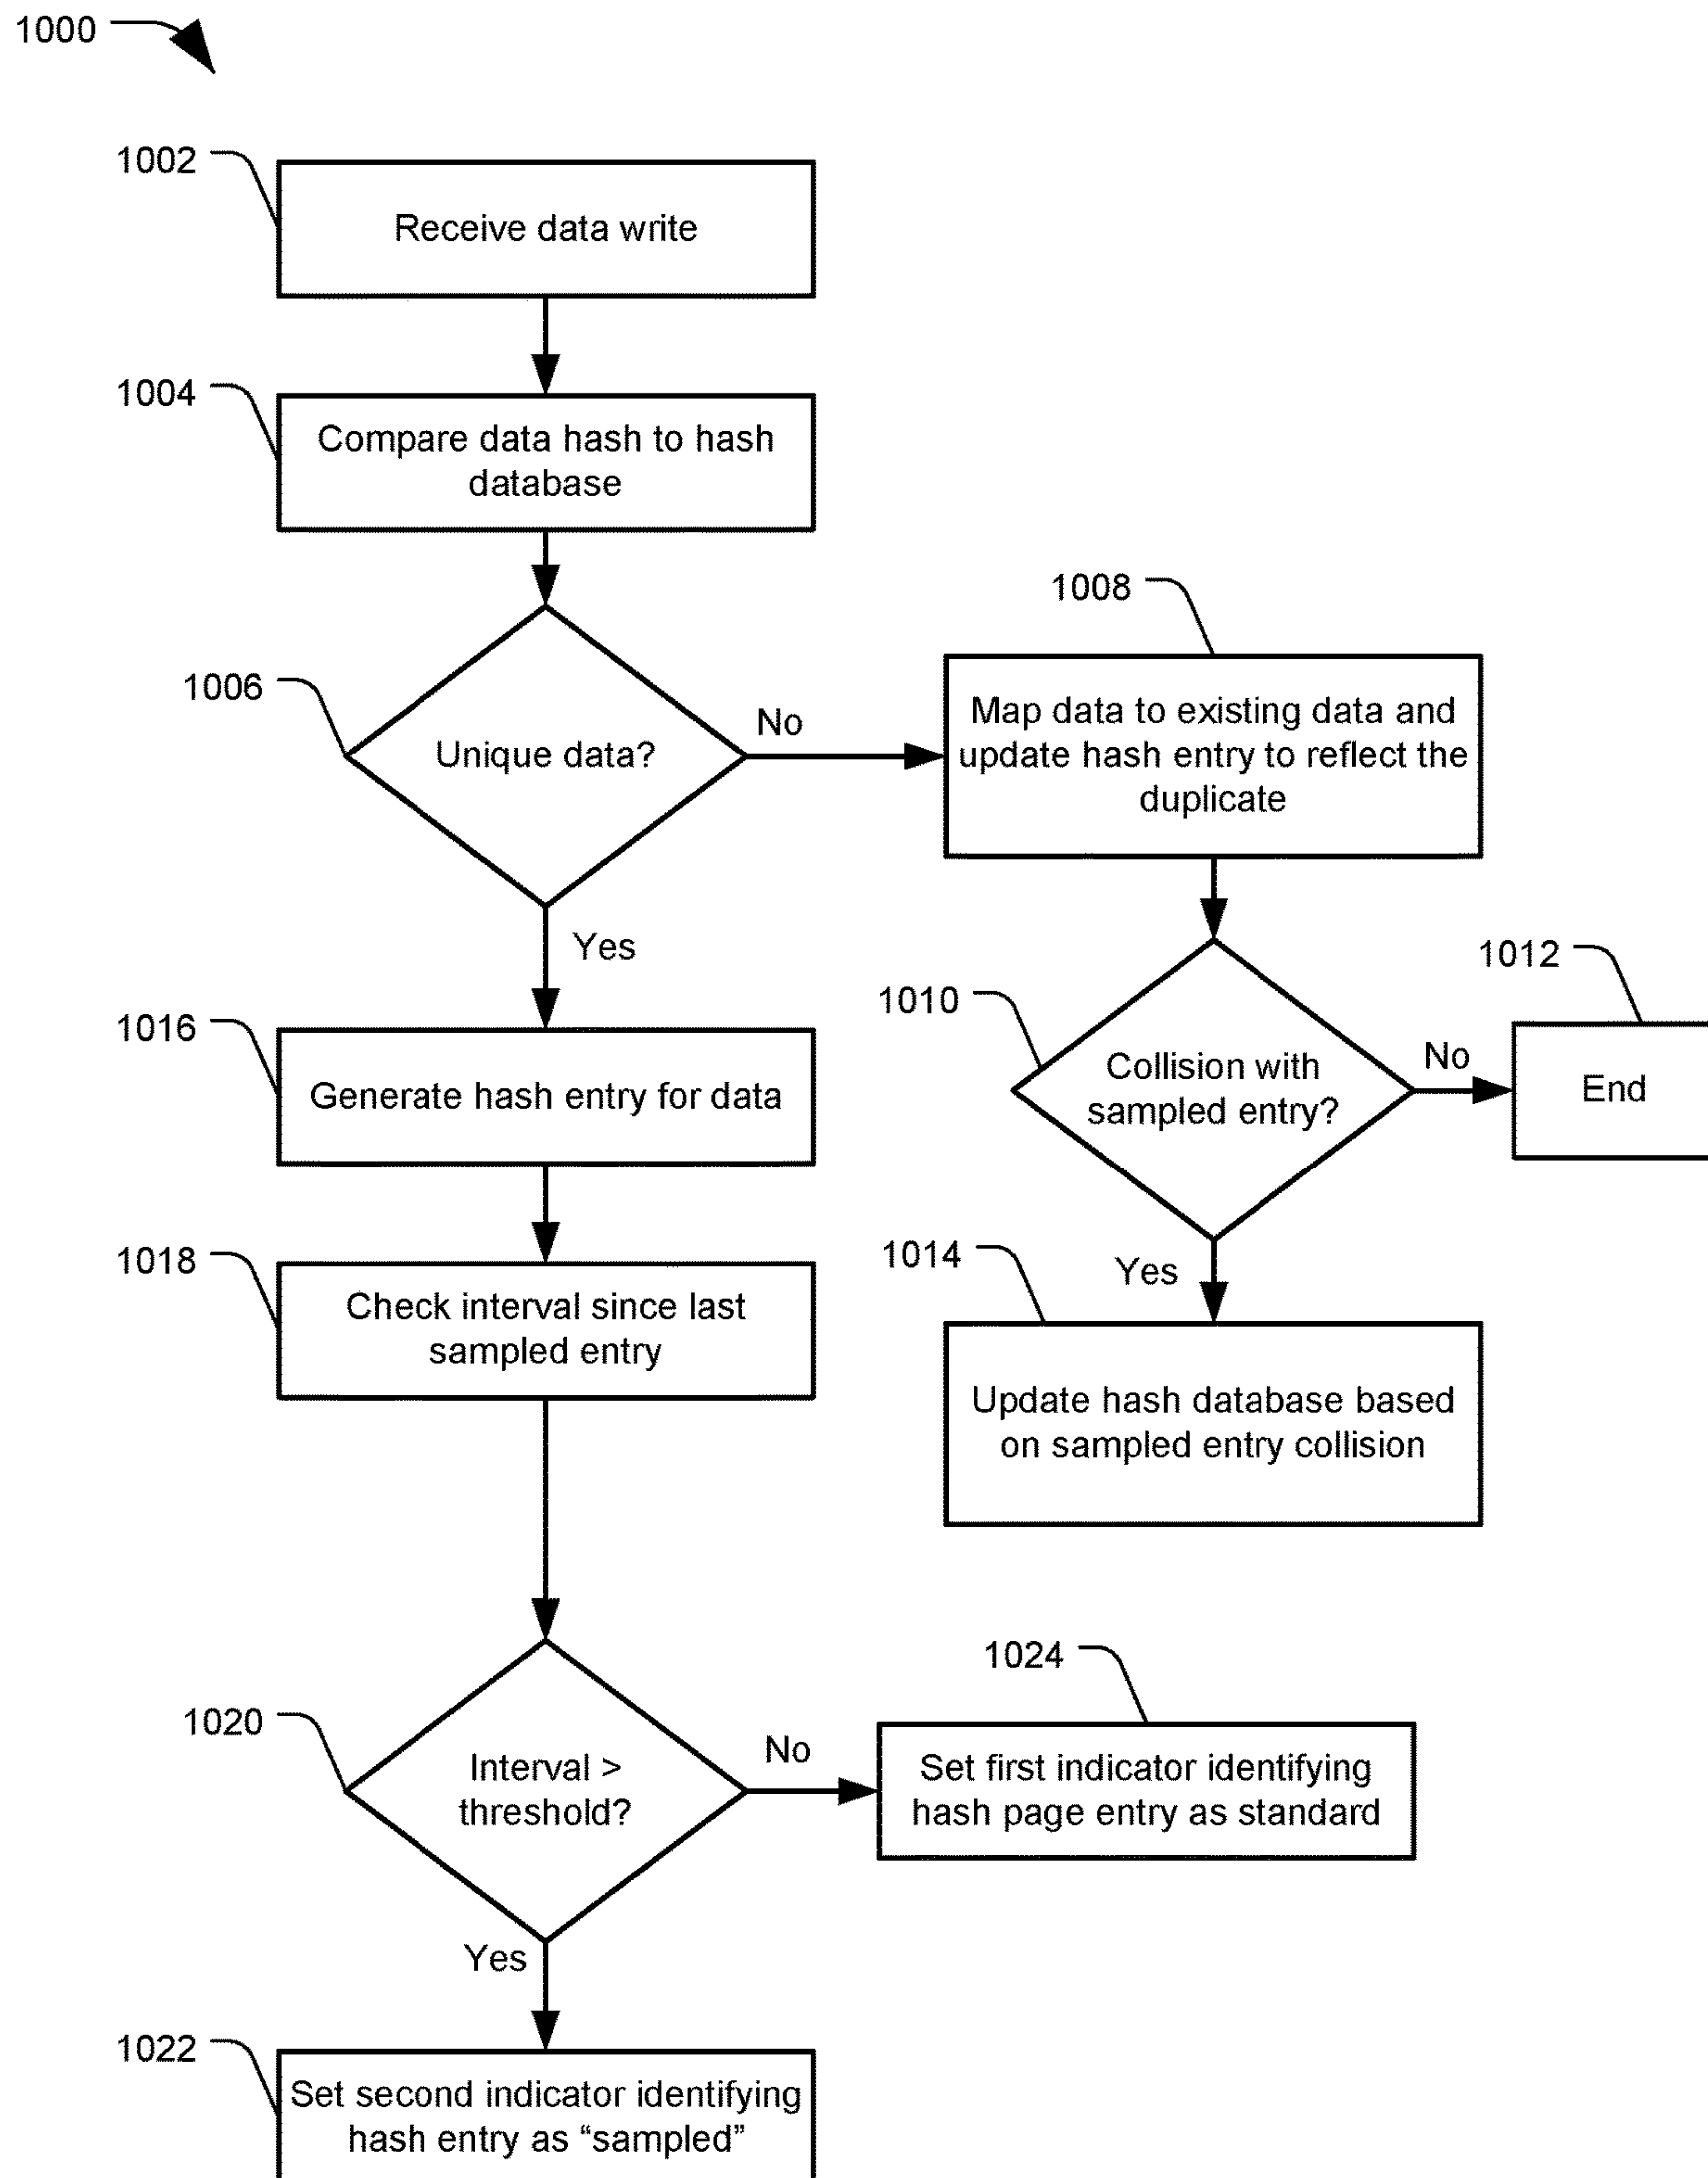 1000
1002
Receive data write
1004
Compare data hash to hash
database
1006
Unique data?
No
Yes
1008
Map data to existing data and
update hash entry to reflect the
duplicate
1010
Collision with
sampled entry?
No
1012
End
Yes
1014
Update hash database based
on sampled entry collision
1016
Generate hash entry for data
1018
Check interval since last
sampled entry
1020
Interval >
threshold?
No
1024
Set first indicator identifying
hash page entry as standard
Yes
1022
Set second indicator identifying
hash entry as “sampled”